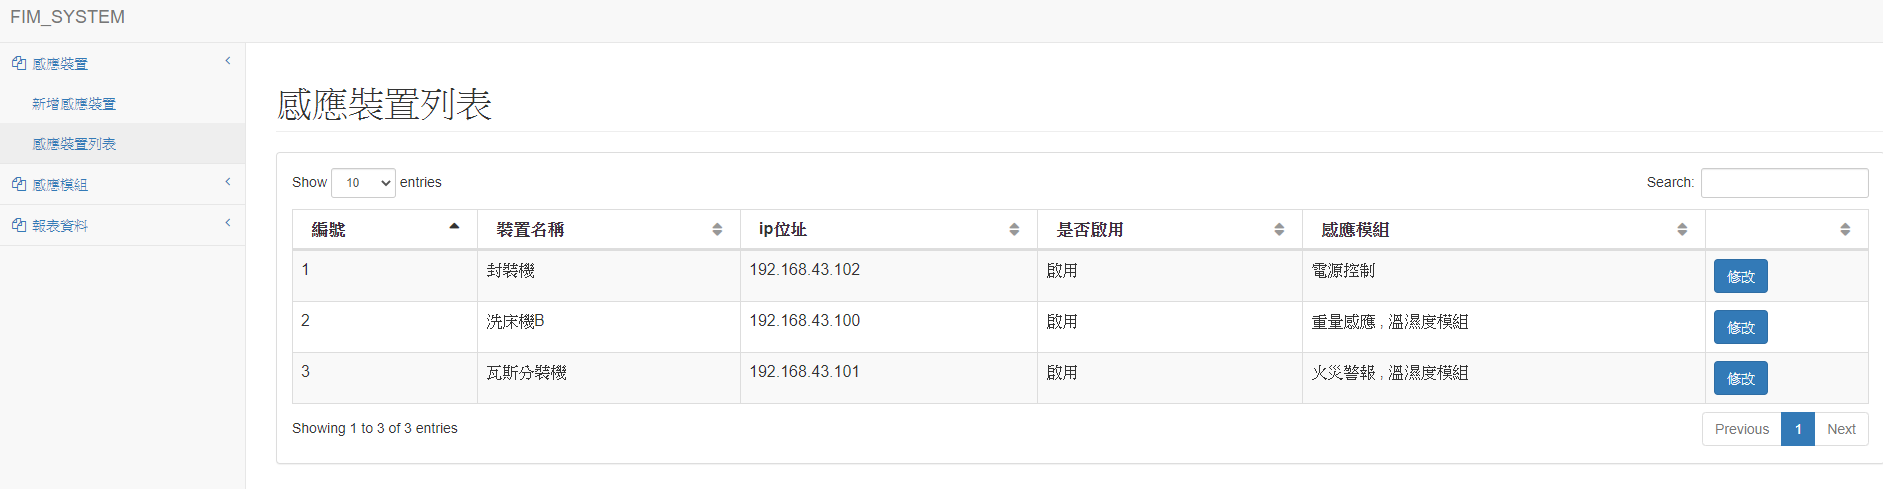 FIM_SYSTEM
感應裝置
新增感應裝置
感應裝置列表
感應模組
報表資料
感應裝置列表
Show 10 entries
Search:
編號 裝置名稱 ip位址 是否啟用 感應模組
1 封裝機 192.168.43.102 啟用 電源控制 修改
2 洗床機B 192.168.43.100 啟用 重量感應 , 溫濕度模組 修改
3 瓦斯分裝機 192.168.43.101 啟用 火災警報 , 溫濕度模組 修改
Showing 1 to 3 of 3 entries
Previous 1 Next